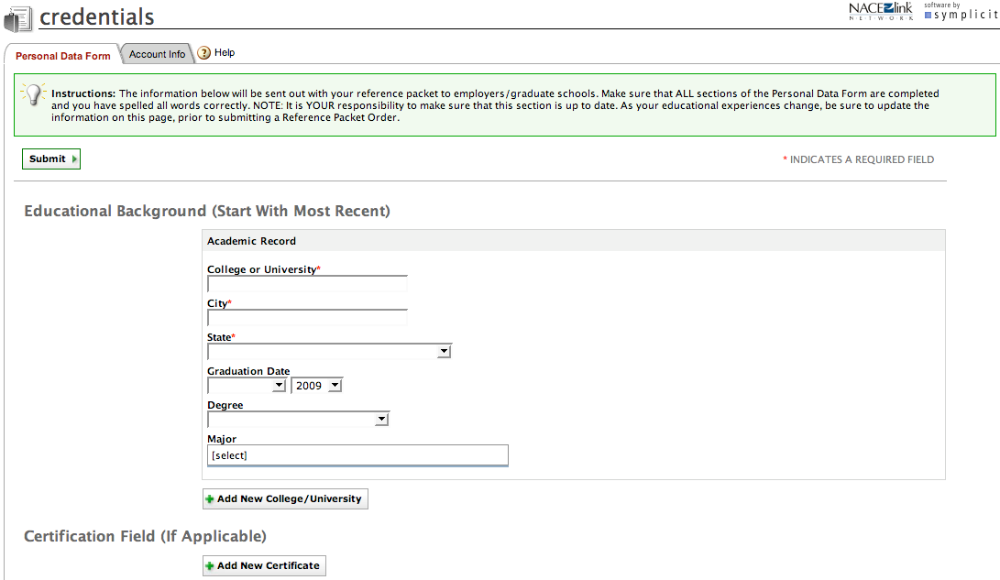 credentials
NACElink
NETWORK
software by
symplicit
Personal Data Form
Account Info
? Help
Instructions: The information below will be sent out with your reference packet to employers/graduate schools. Make sure that ALL sections of the Personal Data Form are completed
and you have spelled all words correctly. NOTE: It is YOUR responsibility to make sure that this section is up to date. As your educational experiences change, be sure to update the
information on this page, prior to submitting a Reference Packet Order.
Submit
* INDICATES A REQUIRED FIELD
Educational Background (Start With Most Recent)
Academic Record
College or University*
City*
State*
Graduation Date
2009
Degree
Major
[select]
Add New College/University
Certification Field (If Applicable)
Add New Certificate